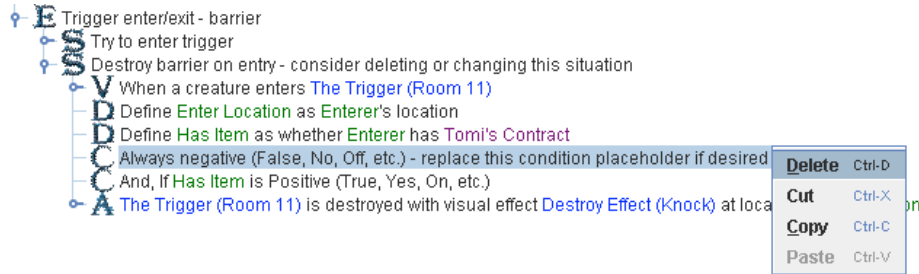 E Trigger enter/exit - barrier
S Try to enter trigger
S Destroy barrier on entry - consider deleting or changing this situation
V When a creature enters The Trigger (Room 11)
D Define Enter Location as Enterer's location
D Define Has Item as whether Enterer has Tomi's Contract
C Always negative (False, No, Off, etc.) - replace this condition placeholder if desired
C And, If Has Item is Positive (True, Yes, On, etc.)
A The Trigger (Room 11) is destroyed with visual effect Destroy Effect (Knock) at loca on
Delete Ctrl-D
Cut Ctrl-X
Copy Ctrl-C
Paste Ctrl-V